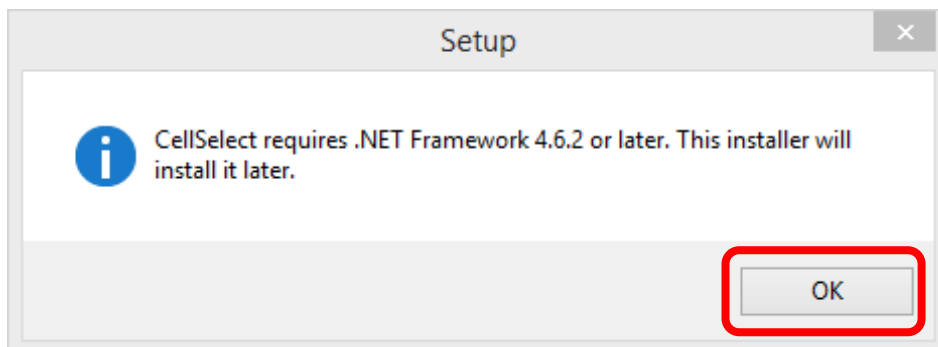 Setup
CellSelect requires .NET Framework 4.6.2 or later. This installer will
install it later.
OK